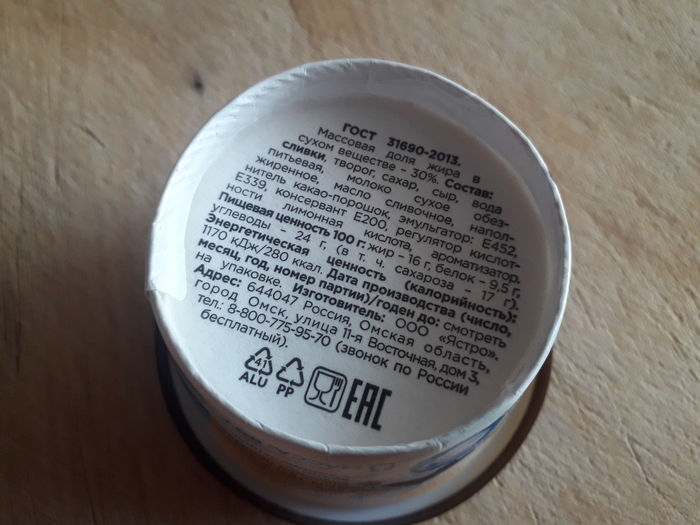 ГОСТ 31690-2013.
Массовая доля жира в
сухом веществе - 30%. Состав:
сливки, творог, сахар, сыр, вода
питьевая, молоко сухое обез-
жиренное, масло сливочное, напол-
нитель какао-порошок, эмульгатор: Е452,
Е339, консервант Е200, регулятор кислот-
ности лимонная кислота, ароматизатор.
Пищевая ценность 100 г: жир - 16 г, белок - 9,5 г,
углеводы - 24 г, (в т. ч. сахароза - 17 г).
Энергетическая ценность (калорийность):
1170 кДж/280 ккал. Дата производства (число,
месяц, год, номер партии)/годен до: смотреть
на упаковке. Изготовитель: ООО «Ястро».
Адрес: 644047 Россия, Омская область,
город Омск, улица 11-я Восточная, дом 3,
тел.: 8-800-775-95-70 (звонок по России
бесплатный).
41 ALU PP EAC